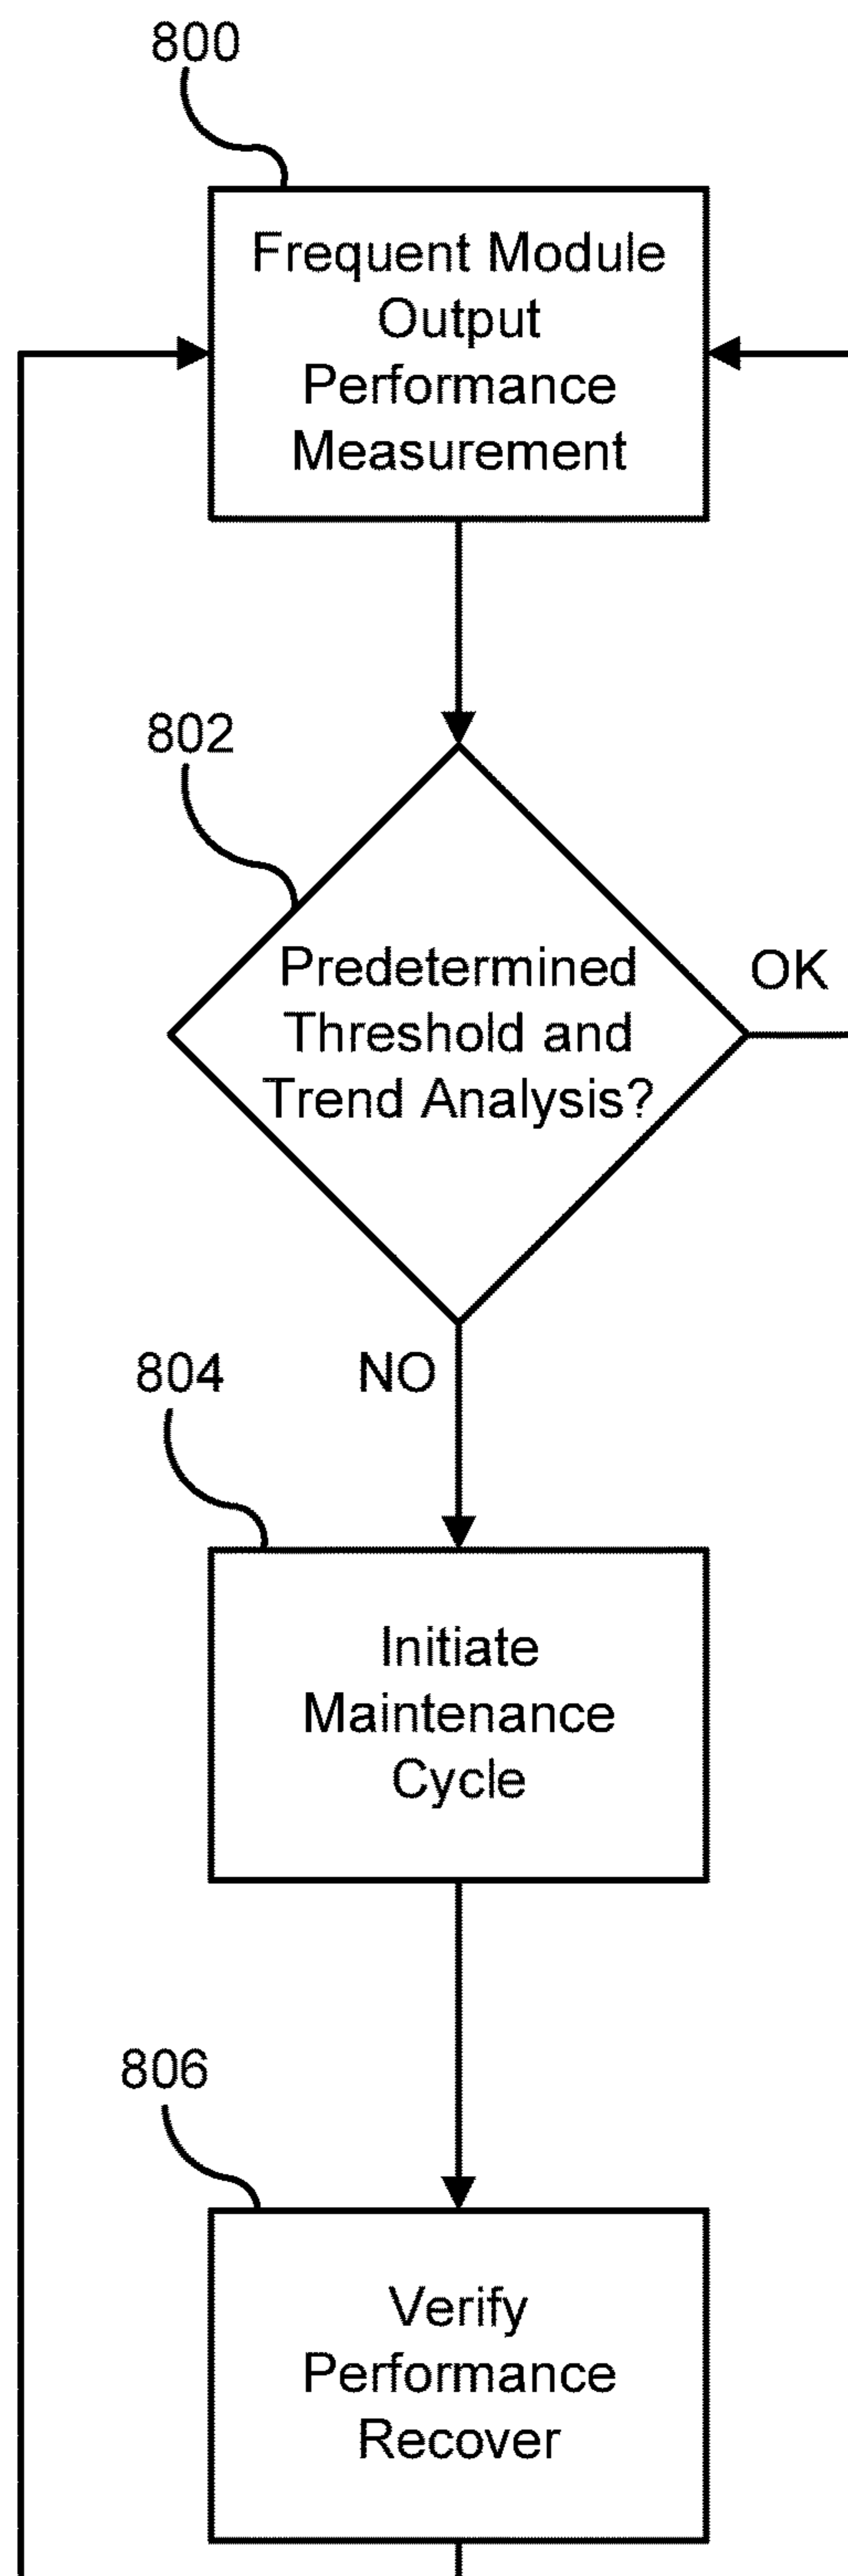 800
Frequent Module
Output
Performance
Measurement
802
Predetermined
Threshold and
Trend Analysis?
OK
NO
804
Initiate
Maintenance
Cycle
806
Verify
Performance
Recover